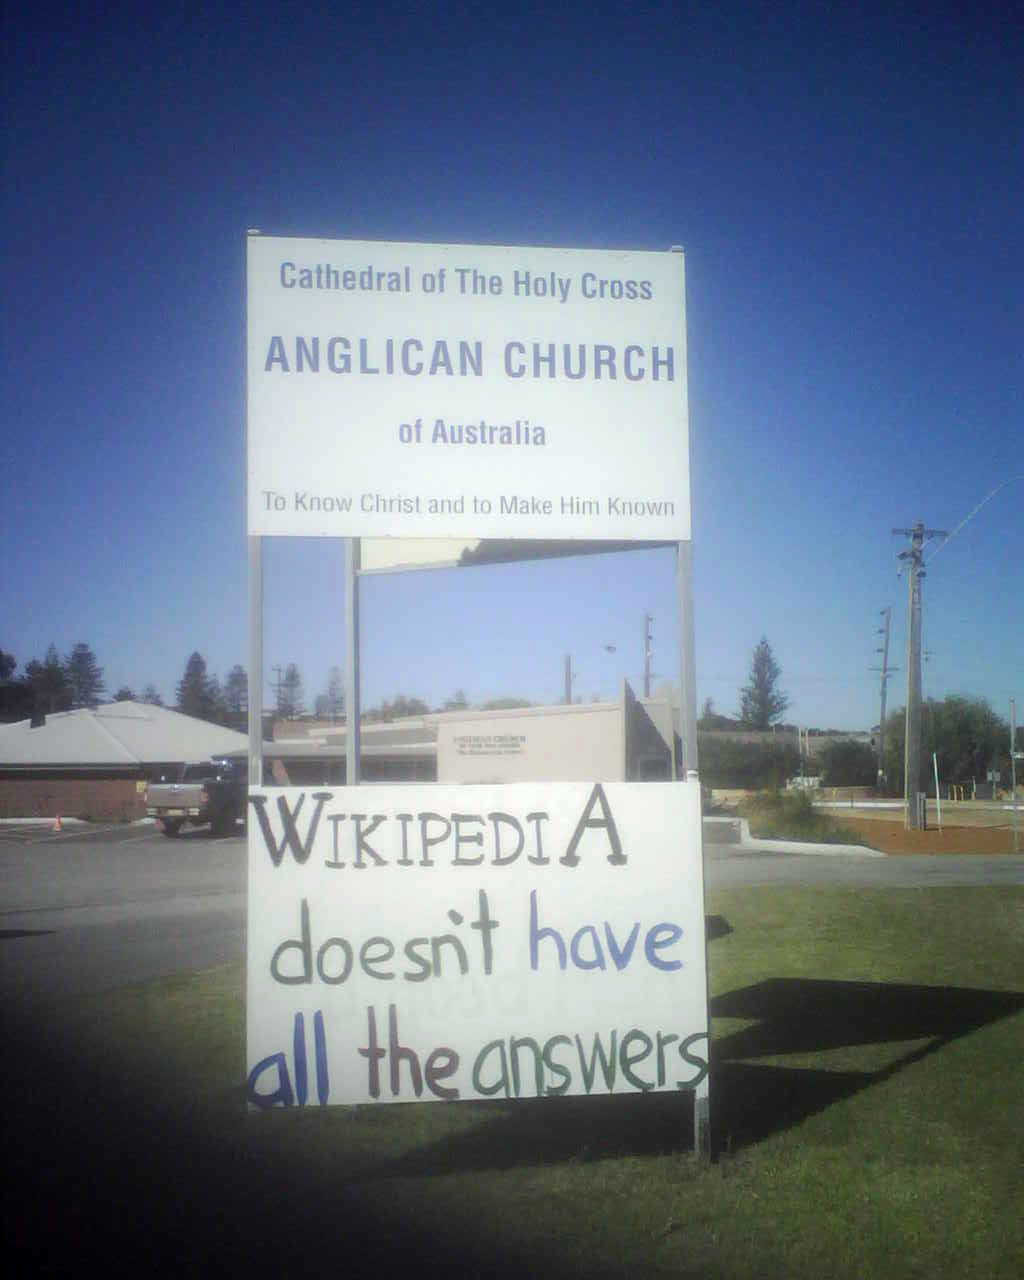 Cathedral of The Holy Cross
ANGLICAN CHURCH
of Australia
To Know Christ and to Make Him Known
WIKIPEDIA
doesn't have
all the answers